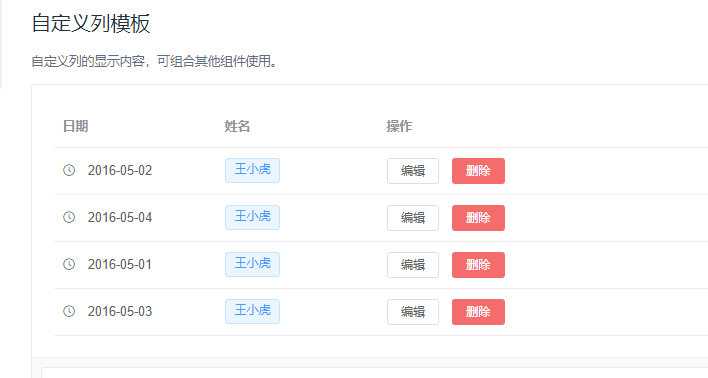 自定义列模板
自定义列的显示内容，可组合其他组件使用。
日期 姓名 操作
2016-05-02 王小虎 编辑 删除
2016-05-04 王小虎 编辑 删除
2016-05-01 王小虎 编辑 删除
2016-05-03 王小虎 编辑 删除